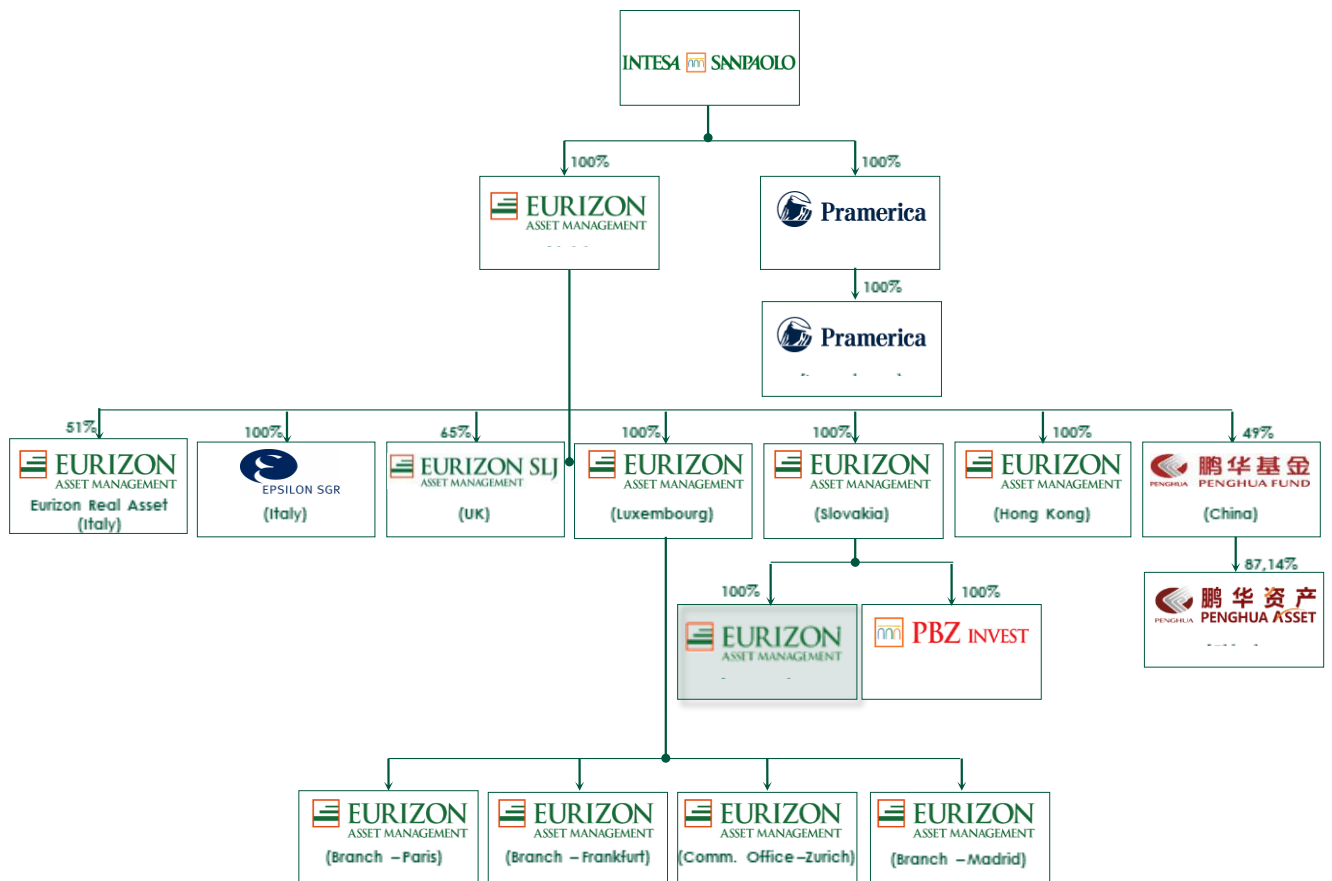 INTESA SANPAOLO
100%
100%
EURIZON
ASSET MANAGEMENT
Pramerica
100%
Pramerica
51%
100%
65%
100%
100%
100%
49%
EURIZON
ASSET MANAGEMENT
Eurizon Real Asset
(Italy)
EPSILON SGR
(Italy)
EURIZON SLJ
ASSET MANAGEMENT
(UK)
EURIZON
ASSET MANAGEMENT
(Luxembourg)
EURIZON
ASSET MANAGEMENT
(Slovakia)
EURIZON
ASSET MANAGEMENT
(Hong Kong)
鹏华基金
PENGHUA
PENGHUA FUND
(China)
87,14%
100%
100%
EURIZON
ASSET MANAGEMENT
PBZ INVEST
鹏华资产
PENGHUA
PENGHUA ASSET
EURIZON
ASSET MANAGEMENT
(Branch –Paris)
EURIZON
ASSET MANAGEMENT
(Branch –Frankfurt)
EURIZON
ASSET MANAGEMENT
(Comm. Office–Zurich)
EURIZON
ASSET MANAGEMENT
(Branch –Madrid)